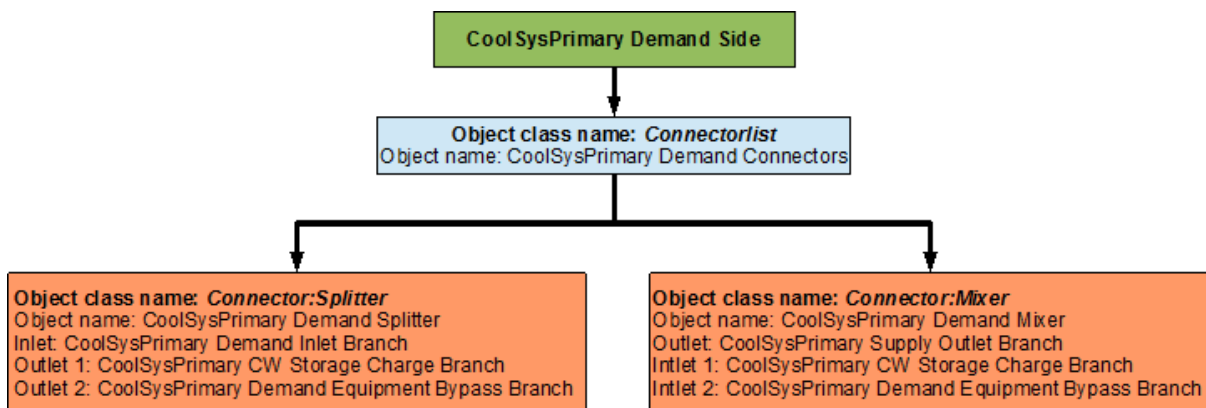 CoolSysPrimary Demand Side
Object class name: Connectorlist
Object name: CoolSysPrimary Demand Connectors
Object class name: Connector:Splitter
Object name: CoolSysPrimary Demand Splitter
Inlet: CoolSysPrimary Demand Inlet Branch
Outlet 1: CoolSysPrimary CW Storage Charge Branch
Outlet 2: CoolSysPrimary Demand Equipment Bypass Branch
Object class name: Connector:Mixer
Object name: CoolSysPrimary Demand Mixer
Outlet: CoolSysPrimary Supply Outlet Branch
Intlet 1: CoolSysPrimary CW Storage Charge Branch
Intlet 2: CoolSysPrimary Demand Equipment Bypass Branch